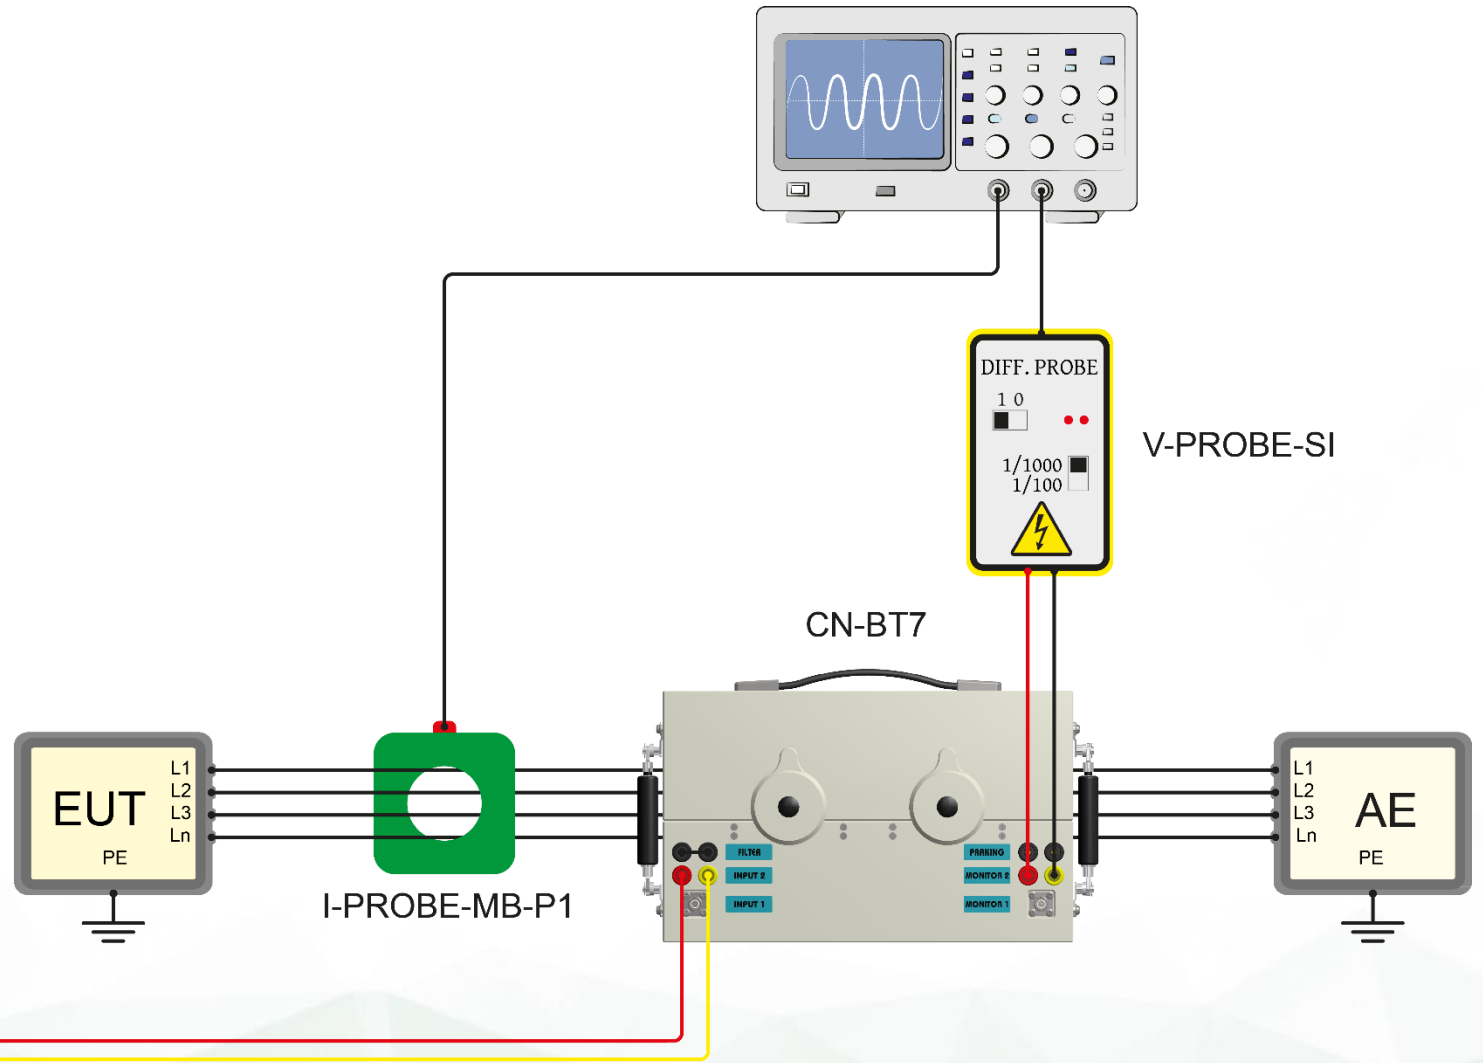 DIFF. PROBE
1 0
1/1000
1/100
V-PROBE-SI
CN-BT7
EUT
L1
L2
L3
Ln
PE
I-PROBE-MB-P1
FILTER
INPUT 2
INPUT 1
PARKING
MONITOR 2
MONITOR 1
L1
L2
L3
Ln
AE
PE